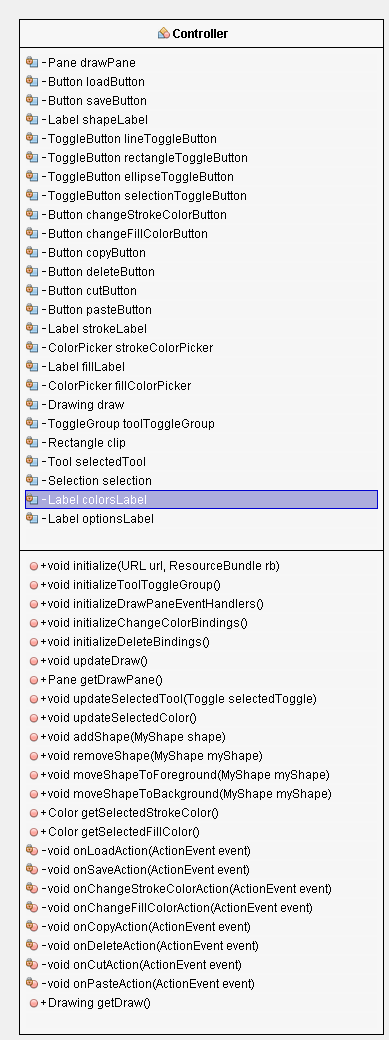 Controller
-Pane drawPane
-Button loadButton
-Button saveButton
-Label shapeLabel
-ToggleButton lineToggleButton
-ToggleButton rectangleToggleButton
-ToggleButton ellipseToggleButton
-ToggleButton selectionToggleButton
-Button changeStrokeColorButton
-Button changeFillColorButton
-Button copyButton
-Button deleteButton
-Button cutButton
-Button pasteButton
-Label strokeLabel
-ColorPicker strokeColorPicker
-Label fillLabel
-ColorPicker fillColorPicker
-Drawing draw
-ToggleGroup toolToggleGroup
-Rectangle clip
-Tool selectedTool
-Selection selection
-Label colorsLabel
-Label optionsLabel
+void initialize(URL url, ResourceBundle rb)
+void initializeToolToggleGroup()
+void initializeDrawPaneEventHandlers()
+void initializeChangeColorBindings()
+void initializeDeleteBindings()
+void updateDraw()
+Pane getDrawPane()
+void updateSelectedTool(Toggle selectedToggle)
+void updateSelectedColor()
+void addShape(MyShape shape)
+void removeShape(MyShape myShape)
+void moveShapeToForeground(MyShape myShape)
+void moveShapeToBackground(MyShape myShape)
+Color getSelectedStrokeColor()
+Color getSelectedFillColor()
-void onLoadAction(ActionEvent event)
-void onSaveAction(ActionEvent event)
-void onChangeStrokeColorAction(ActionEvent event)
-void onChangeFillColorAction(ActionEvent event)
-void onCopyAction(ActionEvent event)
-void onDeleteAction(ActionEvent event)
-void onCutAction(ActionEvent event)
-void onPasteAction(ActionEvent event)
+Drawing getDraw()